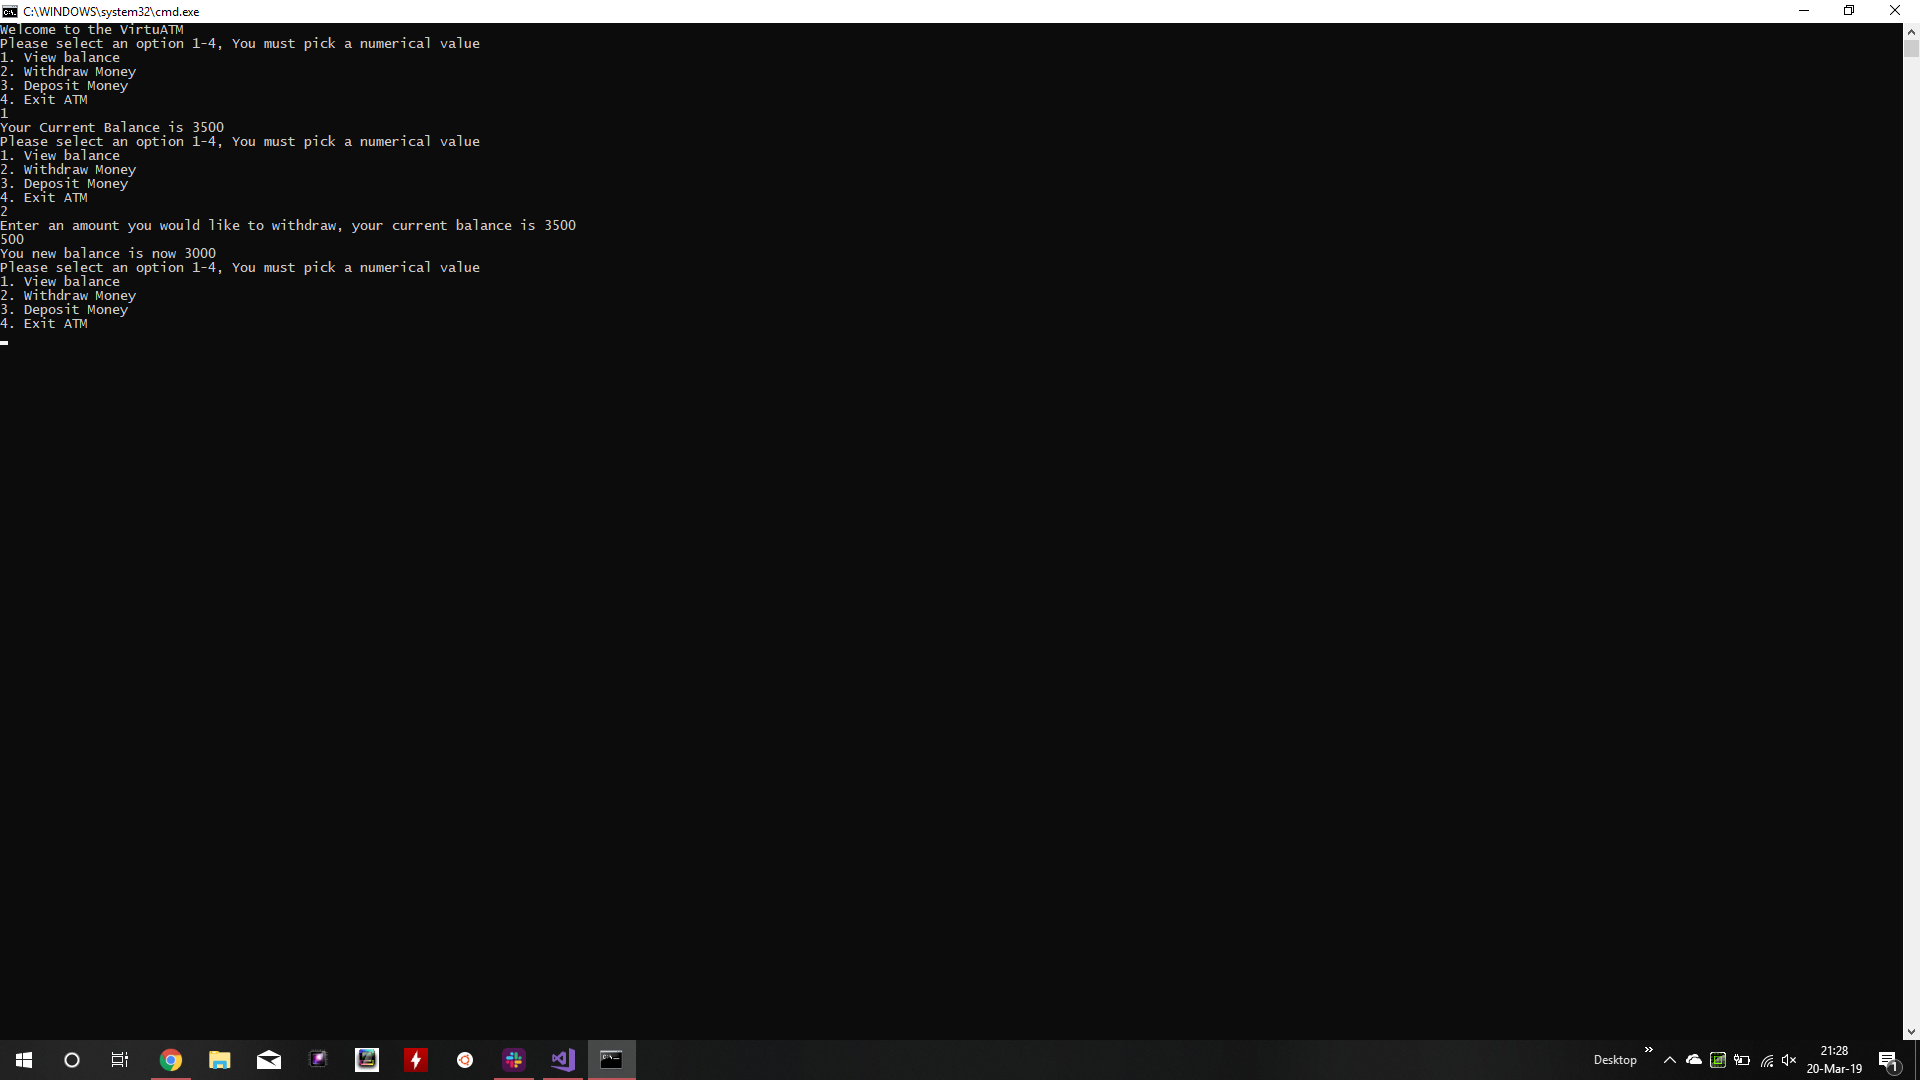 C:\WINDOWS\system32\cmd.exe
Welcome to the VirtuATM
Please select an option 1-4, You must pick a numerical value
1. View balance
2. Withdraw Money
3. Deposit Money
4. Exit ATM
1
Your Current Balance is 3500
Please select an option 1-4, You must pick a numerical value
1. View balance
2. Withdraw Money
3. Deposit Money
4. Exit ATM
2
Enter an amount you would like to withdraw, your current balance is 3500
500
You new balance is now 3000
Please select an option 1-4, You must pick a numerical value
1. View balance
2. Withdraw Money
3. Deposit Money
4. Exit ATM
Desktop
21:28
20-Mar-19
1